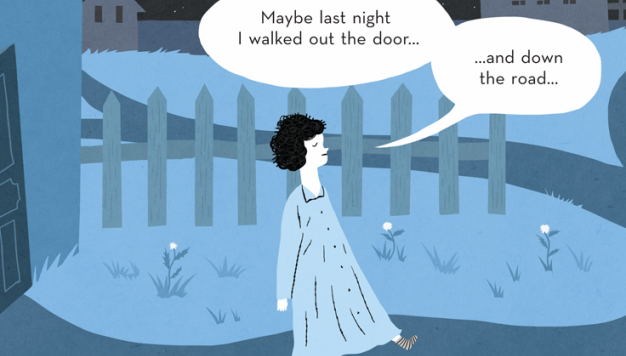 Maybe last night
I walked out the door...
...and down
the road...